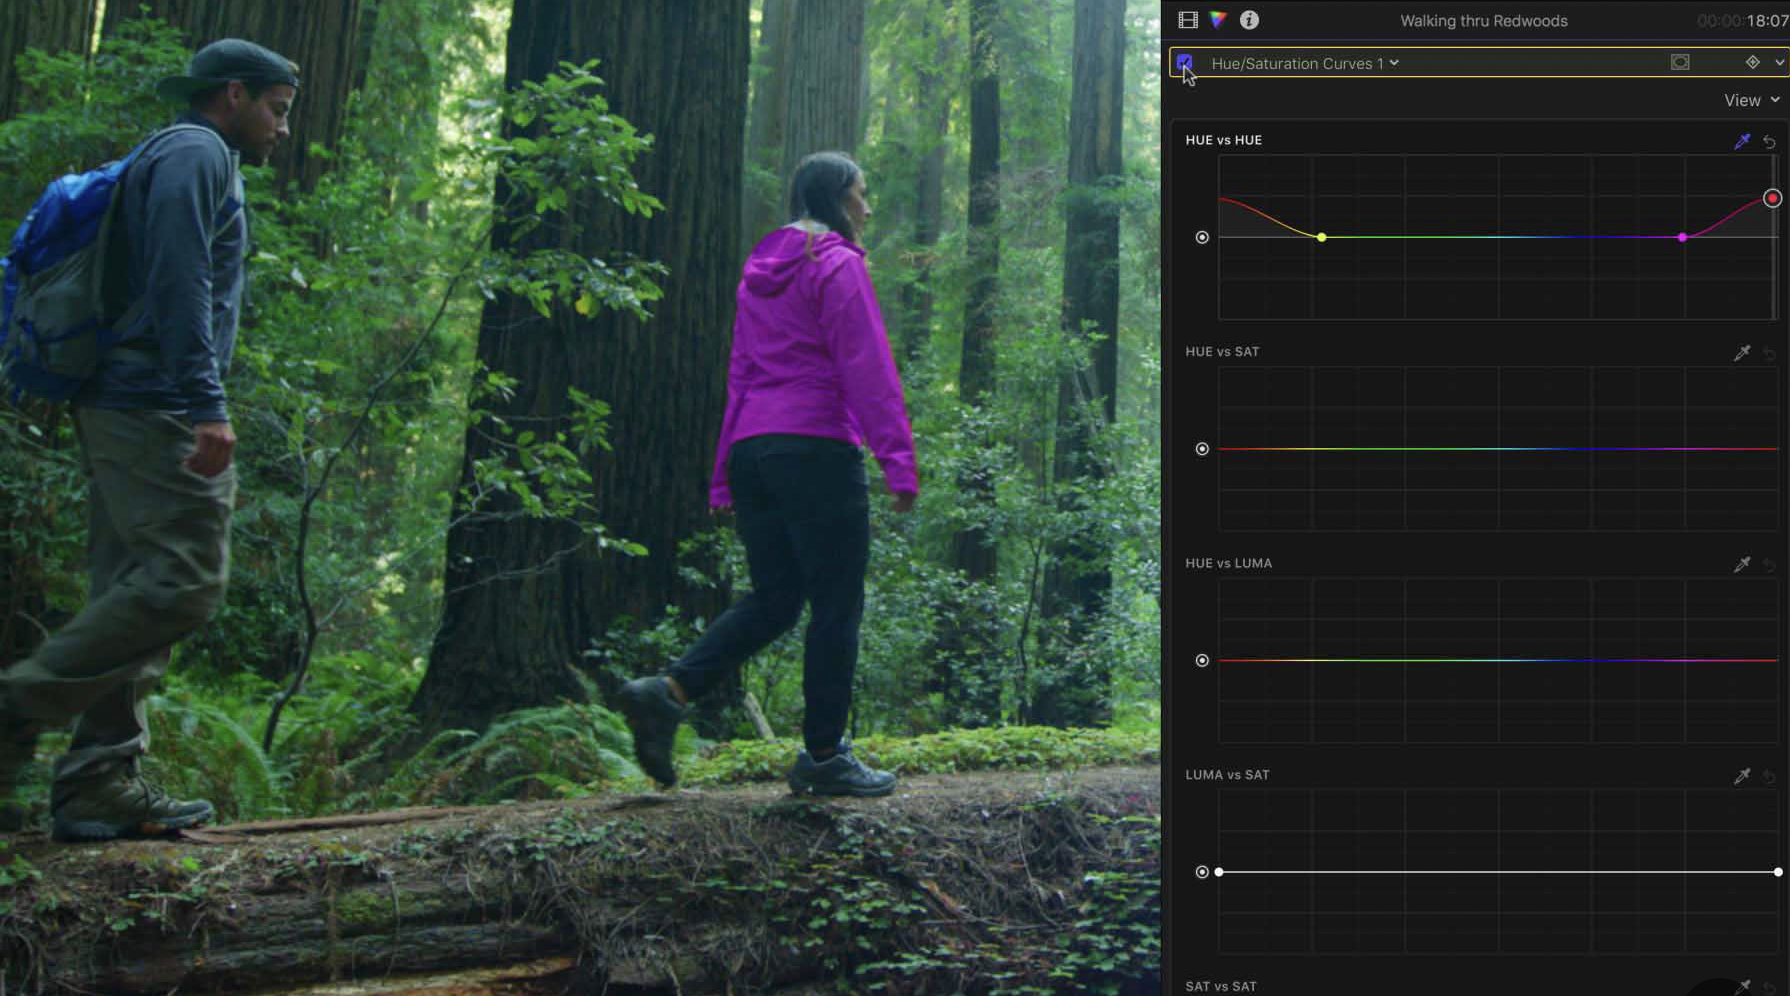 Walking thru Redwoods
00:00:18:07
Hue/Saturation Curves 1
View
HUE vs HUE
HUE vs SAT
HUE vs LUMA
LUMA vs SAT
SAT vs SAT